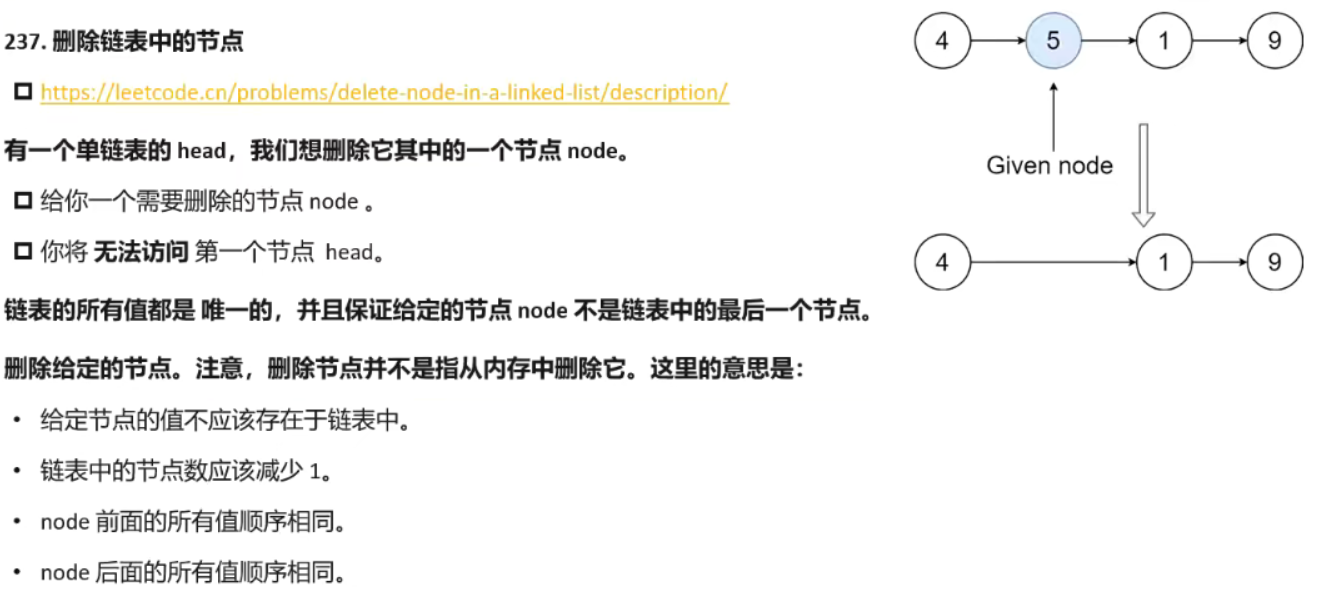 237. 删除链表中的节点
https://leetcode.cn/problems/delete-node-in-a-linked-list/description/
有一个单链表的 head，我们想删除它其中的一个节点 node。
给你一个需要删除的节点 node 。
你将 无法访问 第一个节点 head。
链表的所有值都是 唯一的，并且保证给定的节点 node 不是链表中的最后一个节点。
删除给定的节点。注意，删除节点并不是指从内存中删除它。这里的意思是：
• 给定节点的值不应该存在于链表中。
• 链表中的节点数应该减少 1。
• node 前面的所有值顺序相同。
• node 后面的所有值顺序相同。
4 5 1 9
Given node
4 1 9